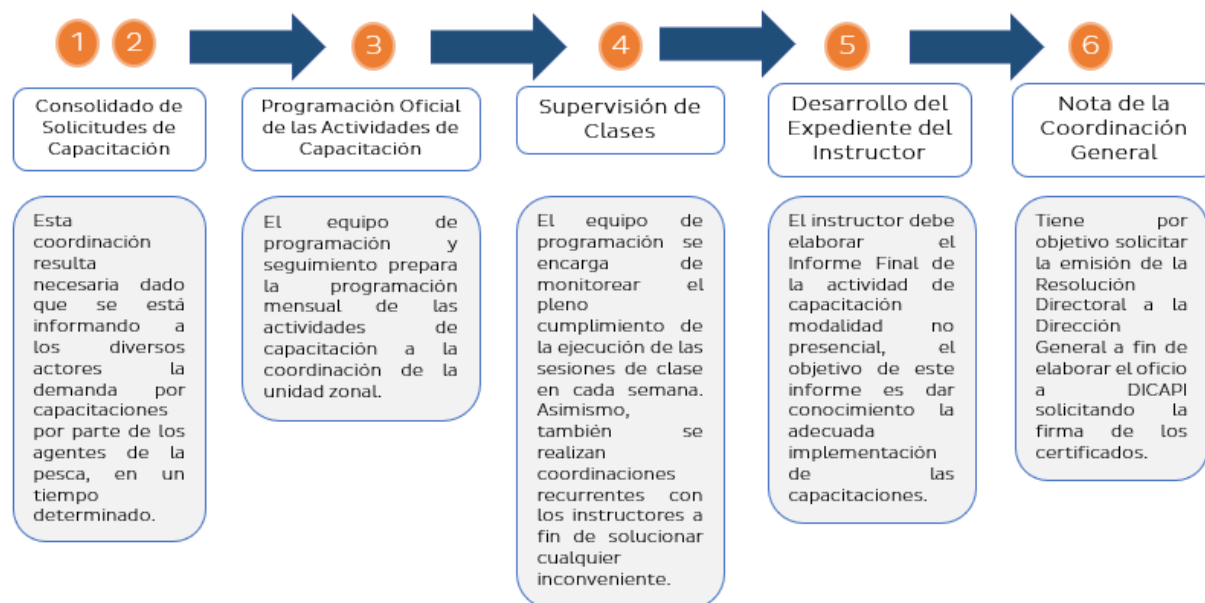 1 2
3
4
5
6
Consolidado de
Solicitudes de
Capacitación
Programación Oficial
de las Actividades de
Capacitación
Supervisión de
Clases
Desarrollo del
Expediente del
Instructor
Nota de la
Coordinación
General
Esta
coordinación
resulta
necesaria dado
que se está
informando a
los diversos
actores la
demanda por
capacitaciones
por parte de los
agentes de la
pesca, en un
tiempo
determinado.
El equipo de
programación y
seguimiento prepara
la programación
mensual de las
actividades de
capacitación a la
coordinación de la
unidad zonal.
El equipo de
programación se
encarga de
monitorear el
pleno
cumplimiento de
la ejecución de las
sesiones de clase
en cada semana.
Asimismo,
también se
realizan
coordinaciones
recurrentes con
los instructores a
fin de solucionar
cualquier
inconveniente.
El instructor debe
elaborar el
Informe Final de
la actividad de
capacitación
modalidad no
presencial, el
objetivo de este
informe es dar
conocimiento la
adecuada
implementación
de las
capacitaciones.
Tiene por
objetivo solicitar
la emisión de la
Resolución
Directoral a la
Dirección
General a fin de
elaborar el oficio
a DICAPI
solicitando la
firma de los
certificados.